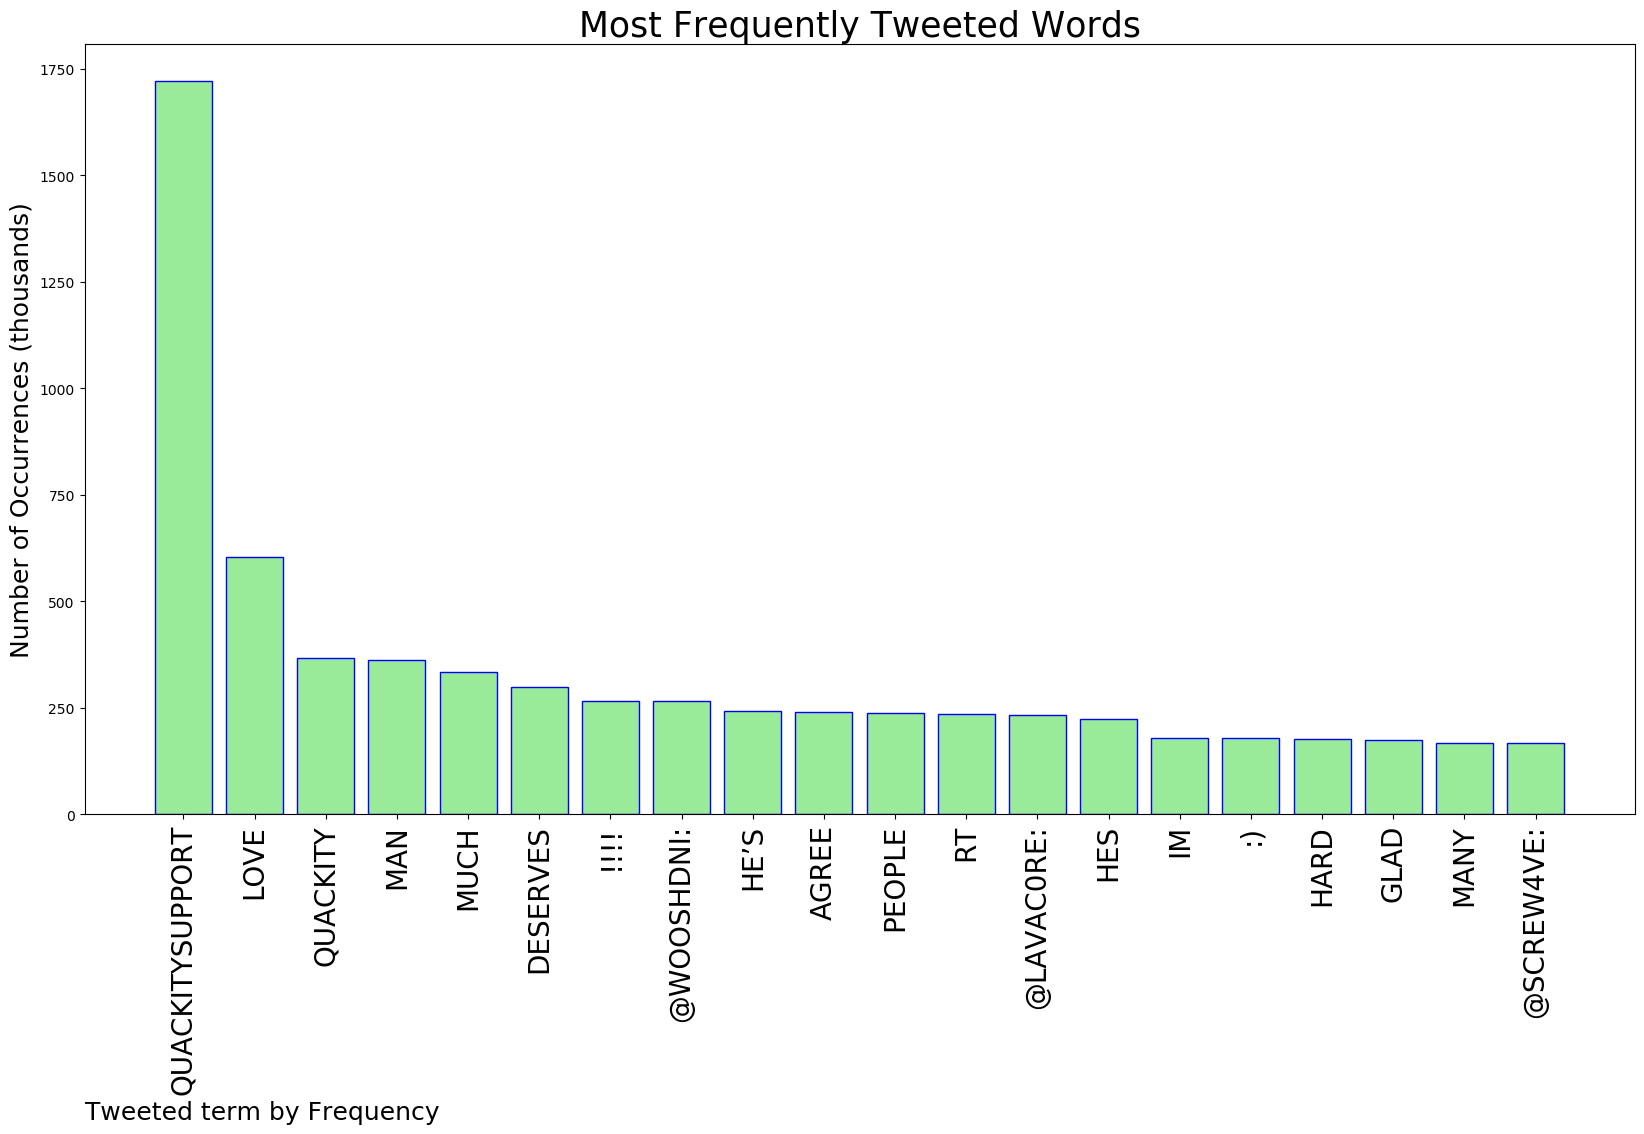 Most Frequently Tweeted Words
Number of Occurrences (thousands)
1750
1500
1250
1000
750
500
250
0
QUACKITYSUPPORT
LOVE
QUACKITY
MAN
MUCH
DESERVES
!!!!
@WOOSHDNI:
HE’S
AGREE
PEOPLE
RT
@LAVAC0RE:
HES
IM
:)
HARD
GLAD
MANY
@SCREW4VE:
Tweeted term by Frequency